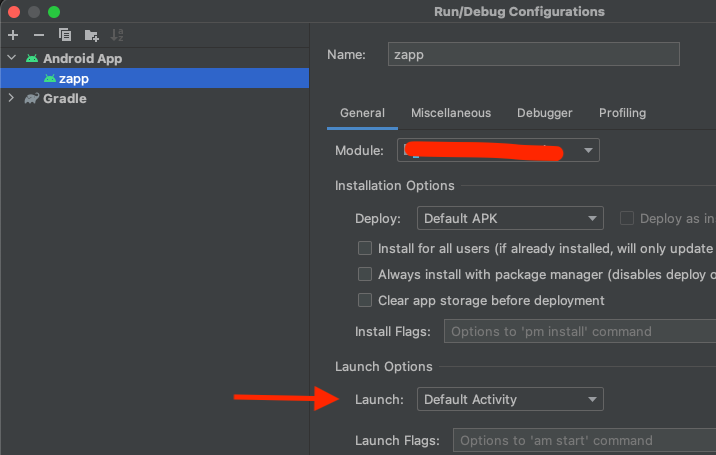 Run/Debug Configurations
Android App
zapp
Gradle
Name: zapp
General Miscellaneous Debugger Profiling
Module:
Installation Options
Deploy: Default APK Deploy as in
Install for all users (if already installed, will only update
Always install with package manager (disables deploy o
Clear app storage before deployment
Install Flags: Options to 'pm install' command
Launch Options
Launch: Default Activity
Launch Flags: Options to 'am start' command